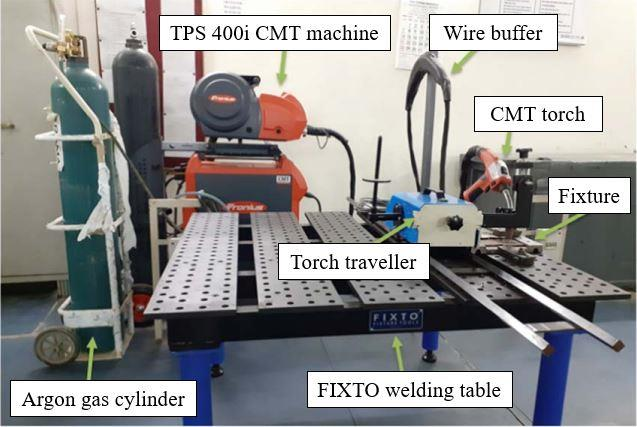 TPS 400i CMT machine
Wire buffer
CMT torch
Fixture
Fronius
CMT
Fronius
Torch traveller
FIXTO
FIXTURE TOOLS
FIXTO welding table
Argon gas cylinder